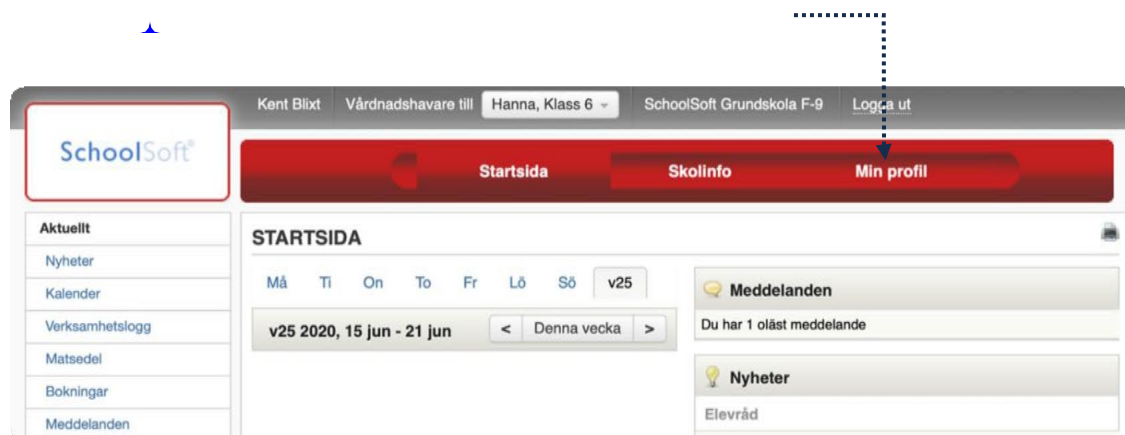 Kent Blixt Vårdnadshavare till Hanna, Klass 6 SchoolSoft Grundskola F-9 Logga ut
SchoolSoft®
Startsida Skolinfo Min profil
Aktuellt
Nyheter
Kalender
Verksamhetslogg
Matsedel
Bokningar
Meddelanden
STARTSIDA
Må Ti On To Fr Lö Sö v25
v25 2020, 15 jun - 21 jun < Denna vecka >
Meddelanden
Du har 1 oläst meddelande
Nyheter
Elevråd